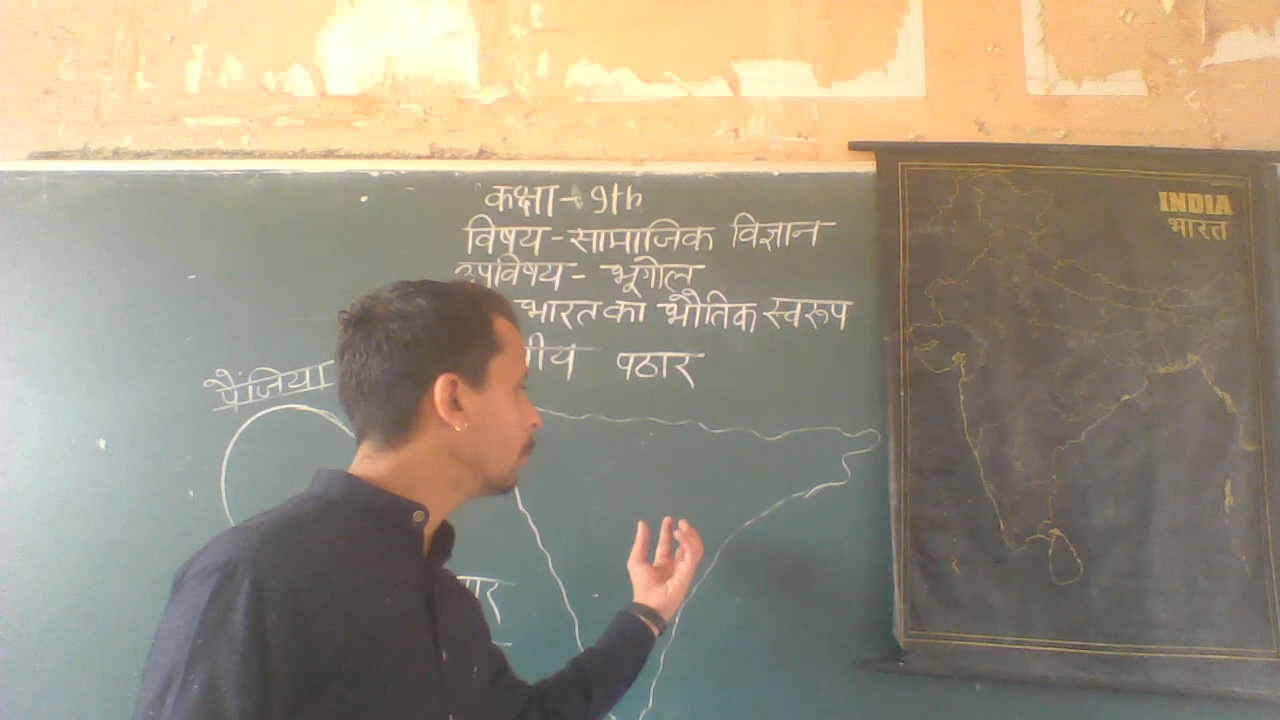 कक्षा - 9th
विषय - सामाजिक विज्ञान
उपविषय - भूगोल
भारत का भौतिक स्वरूप
पठार
पैंजिया
INDIA
भारत